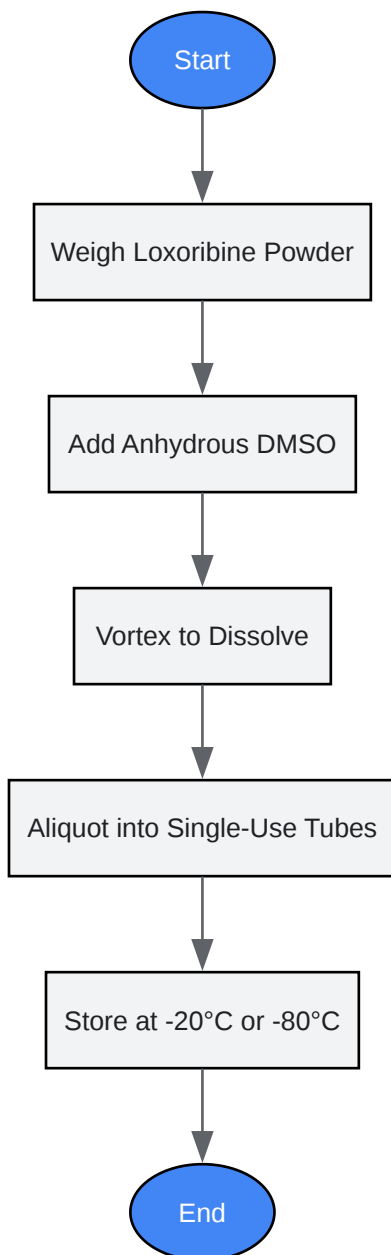 Start
Weigh Loxoribine Powder
Add Anhydrous DMSO
Vortex to Dissolve
Aliquot into Single-Use Tubes
Store at -20°C or -80°C
End